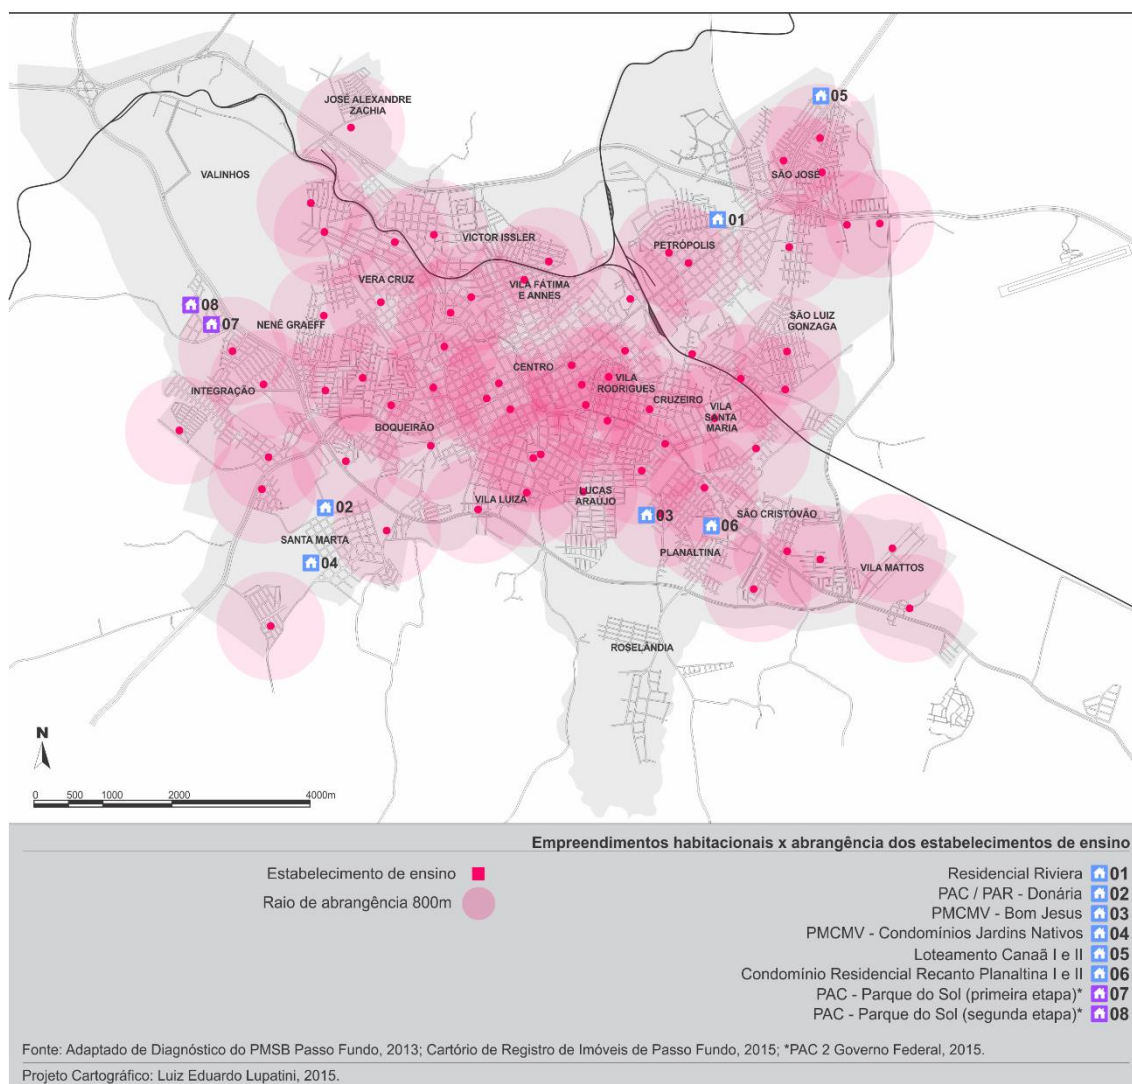 JOSÉ ALEXANDRE
ZACHIA
05
VALINHOS
SÃO JOSÉ
01
VICTOR ISSLER
PETRÓPOLIS
VERA CRUZ
VILA FÁTIMA
E ANNES
08
07
NENÊ GRAEFF
SÃO LUIZ
GONZAGA
CENTRO
VILA
RODRIGUES
INTEGRAÇÃO
CRUZEIRO
VILA
SANTA
MARIA
BOQUEIRÃO
VILA LUIZA
LUCAS
ARAÚJO
02
03
06
SÃO CRISTÓVÃO
SANTA MARTA
PLANALTINA
04
VILA MATTOS
ROSELÂNDIA
N
0 500 1000 2000 4000m
Empreendimentos habitacionais x abrangência dos estabelecimentos de ensino
Estabelecimento de ensino
Raio de abrangência 800m
Residencial Riviera 01
PAC / PAR - Donária 02
PMCMV - Bom Jesus 03
PMCMV - Condomínios Jardins Nativos 04
Loteamento Canaã I e II 05
Condomínio Residencial Recanto Planaltina I e II 06
PAC - Parque do Sol (primeira etapa)* 07
PAC - Parque do Sol (segunda etapa)* 08
Fonte: Adaptado de Diagnóstico do PMSB Passo Fundo, 2013; Cartório de Registro de Imóveis de Passo Fundo, 2015; *PAC 2 Governo Federal, 2015.
Projeto Cartográfico: Luiz Eduardo Lupatini, 2015.